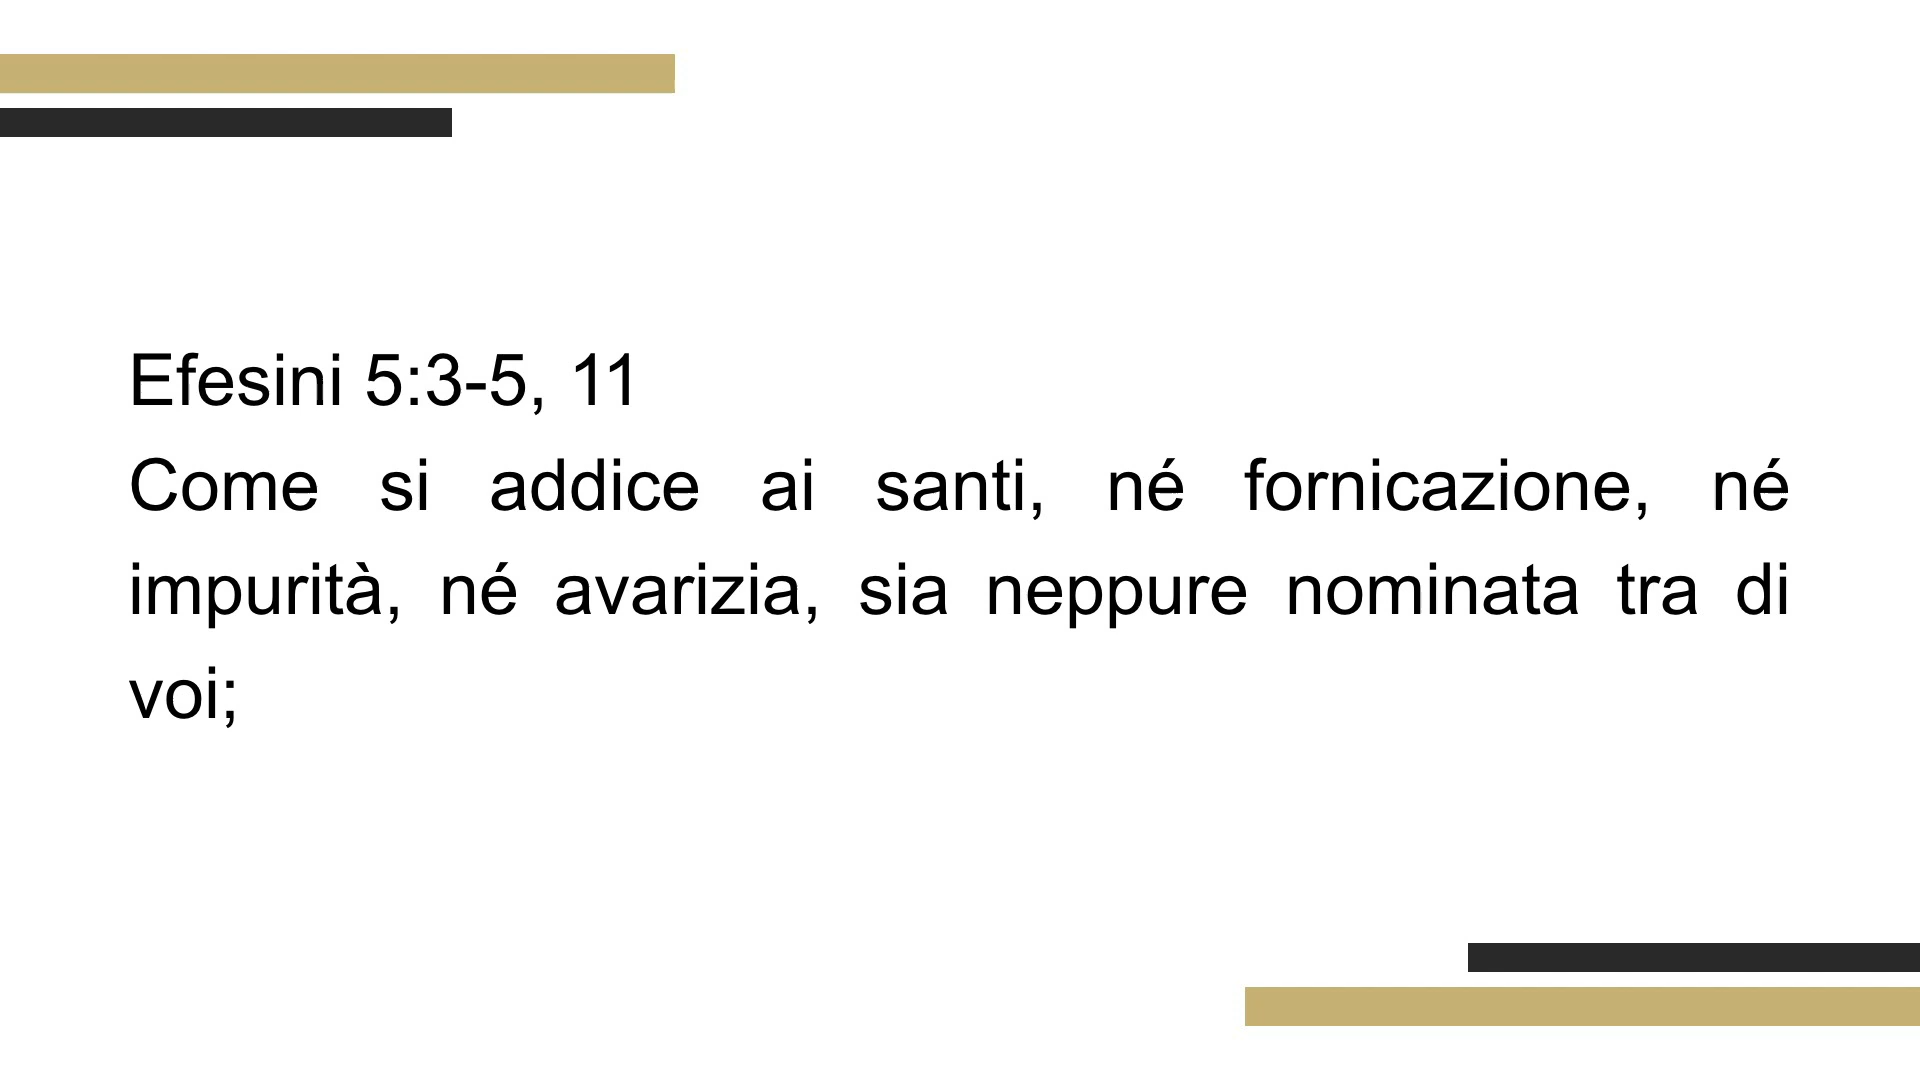 Efesini 5:3-5, 11
Come si addice ai santi, né fornicazione, né
impurità, né avarizia, sia neppure nominata tra di
voi;